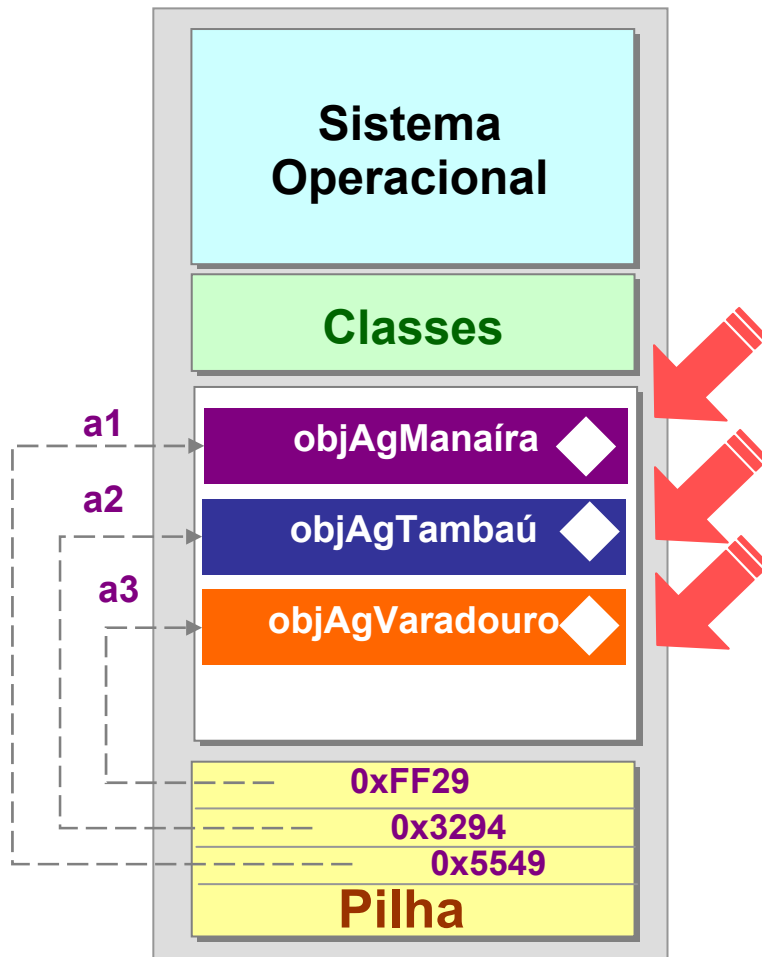 Sistema
Operacional
Classes
a1
objAgManaíra
a2
objAgTambaú
a3
objAgVaradouro
0xFF29
0x3294
0x5549
Pilha